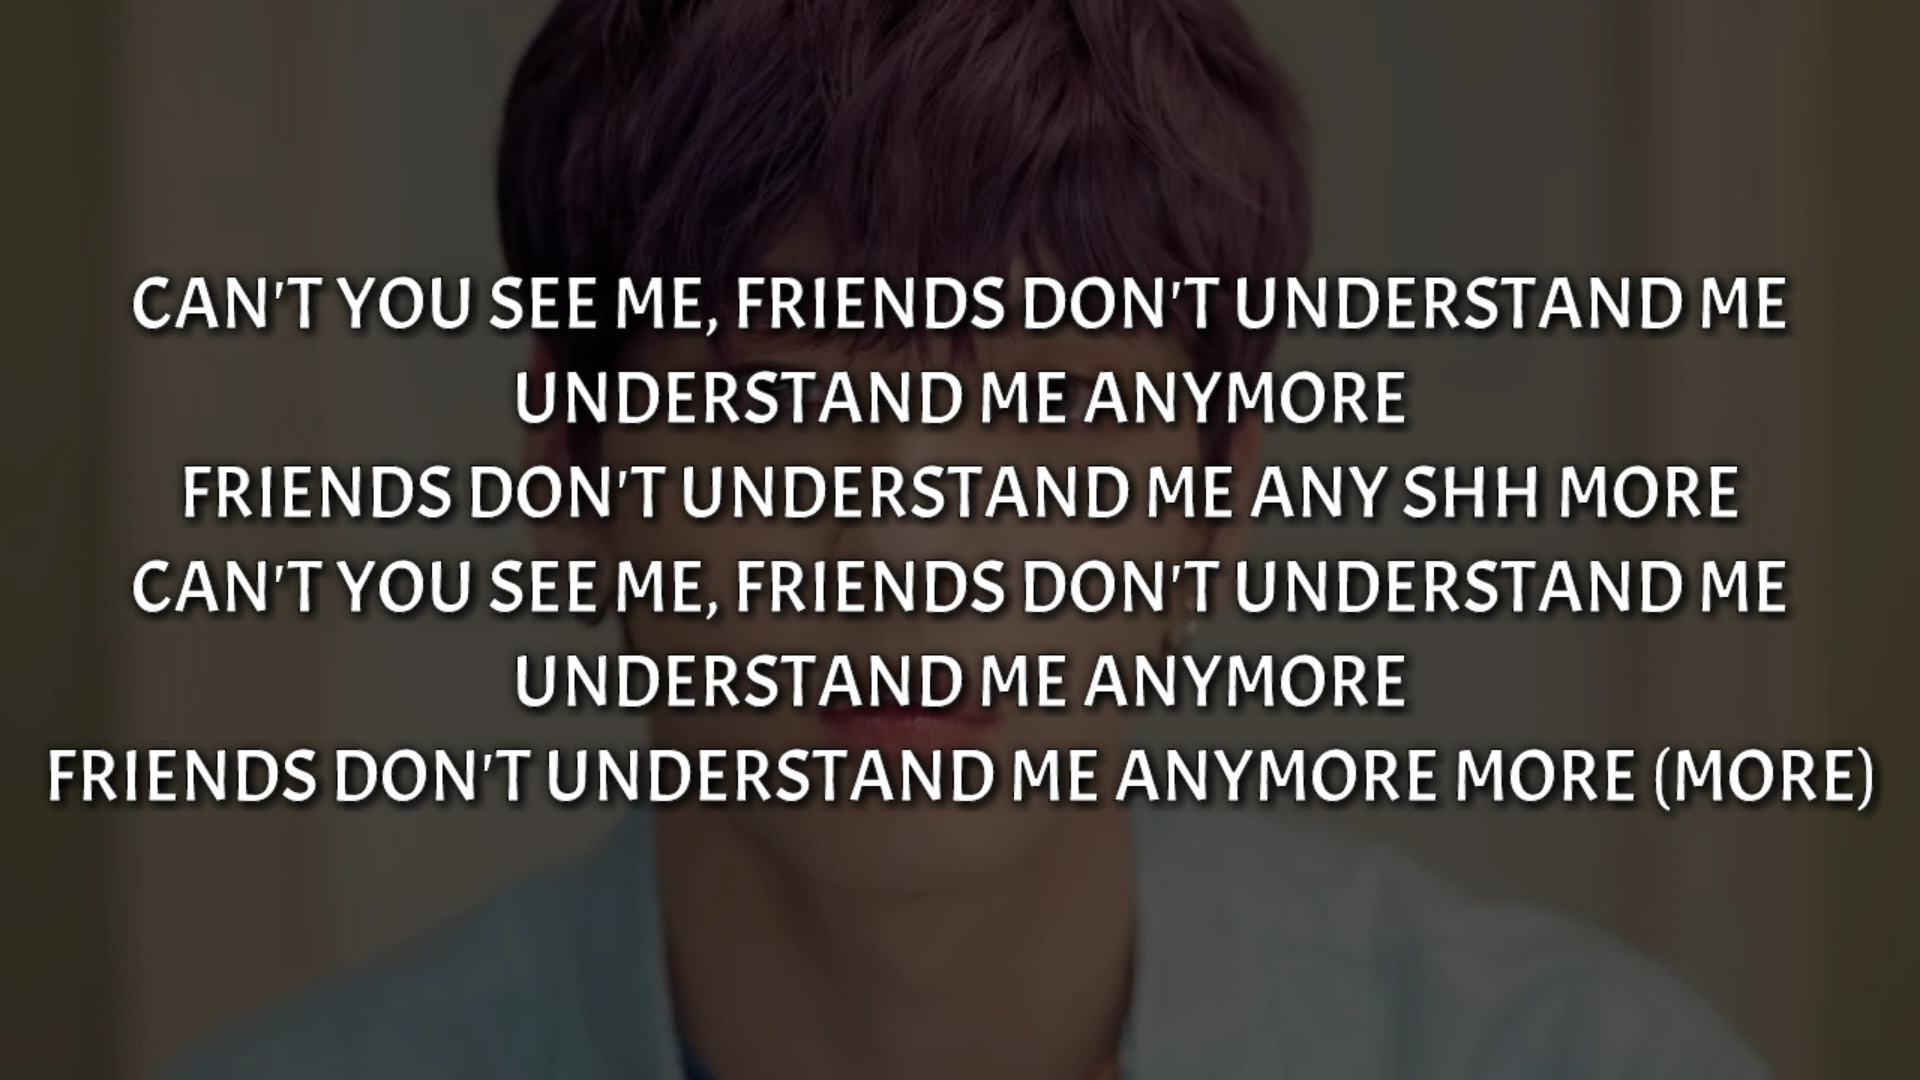 CAN'T YOU SEE ME, FRIENDS DON'T UNDERSTAND ME
UNDERSTAND ME ANYMORE
FRIENDS DON'T UNDERSTAND ME ANY SHH MORE
CAN'T YOU SEE ME, FRIENDS DON'T UNDERSTAND ME
UNDERSTAND ME ANYMORE
FRIENDS DON'T UNDERSTAND ME ANYMORE MORE (MORE)